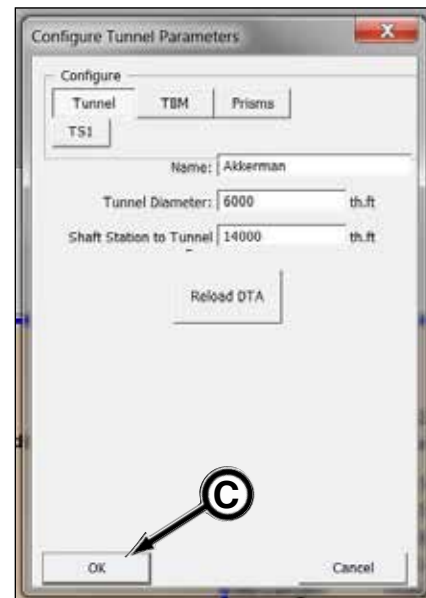 Configure Tunnel Parameters
X
Configure
Tunnel TBM Prisms
TS1
Name: Akkerman
Tunnel Diameter: 6000 th.ft
Shaft Station to Tunnel 14000 th.ft
Reload DTA
C
OK Cancel